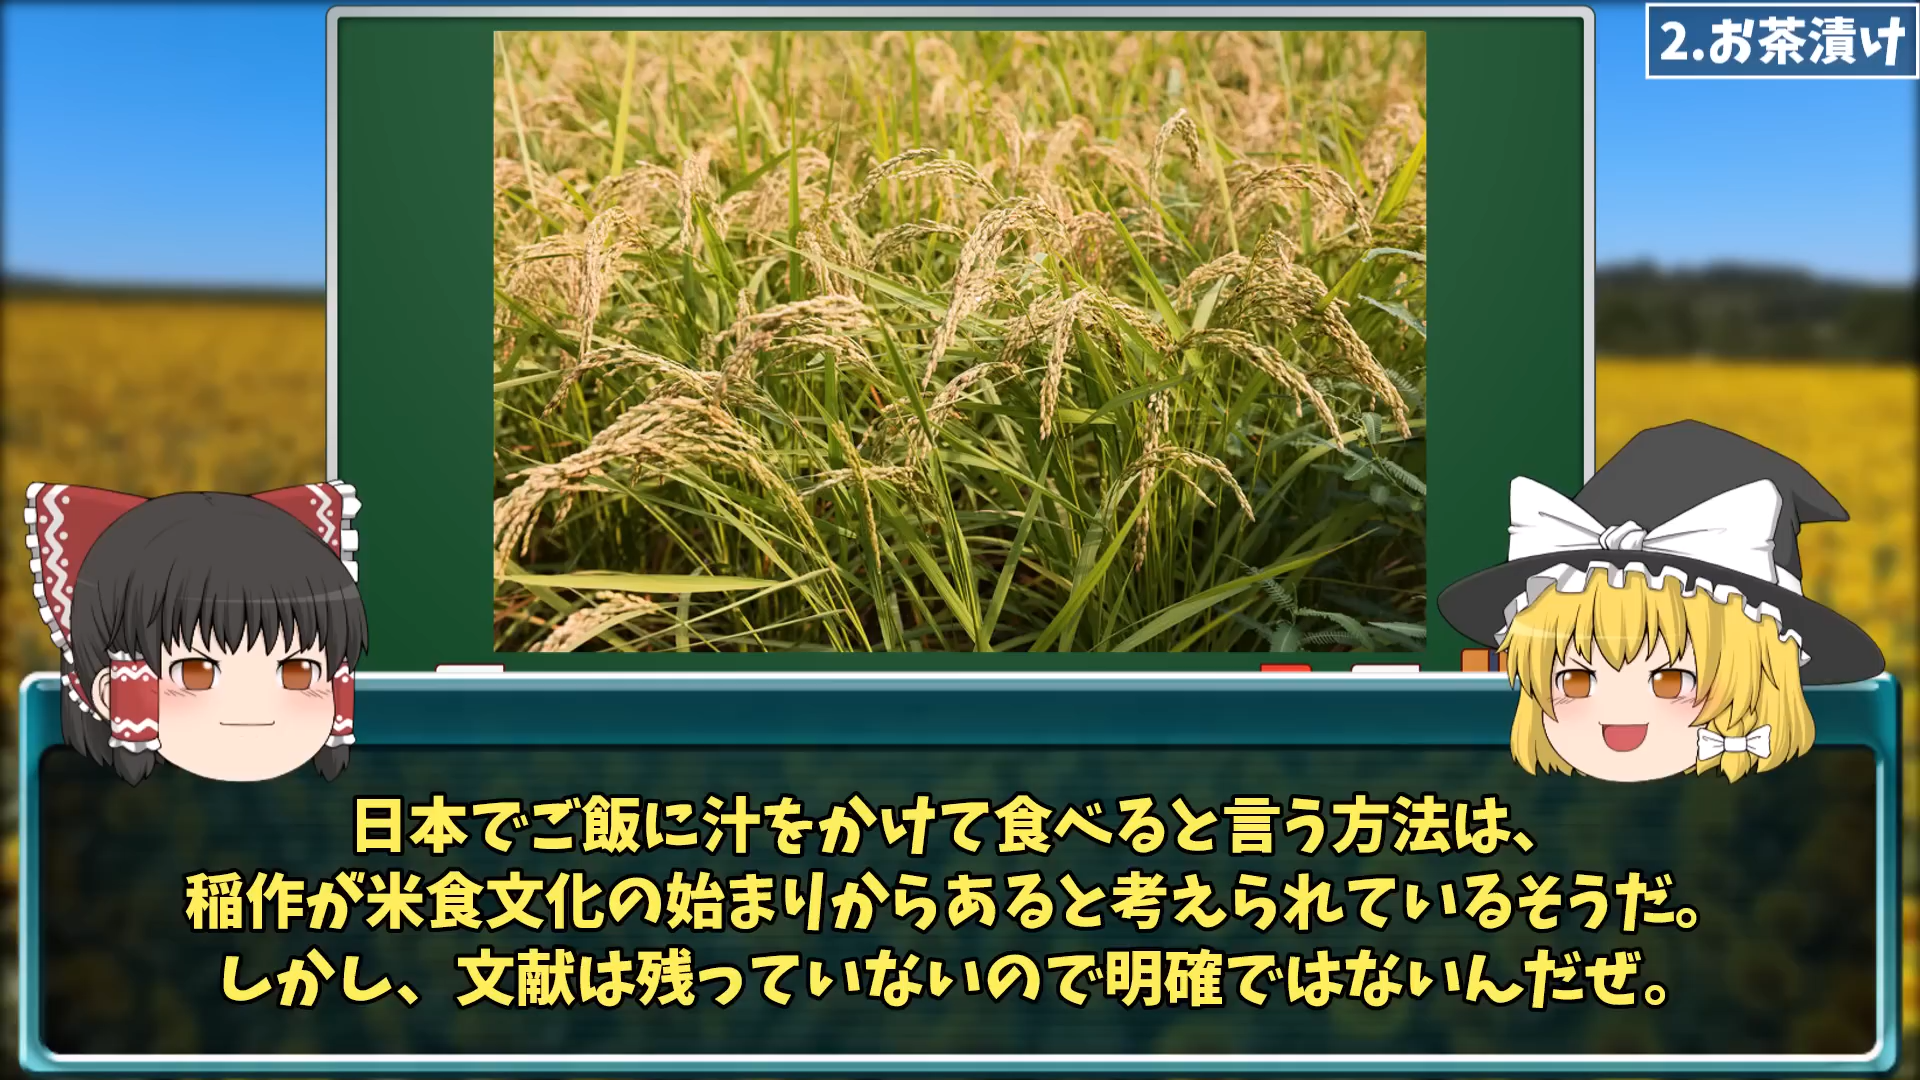 2.お茶漬け
日本でご飯に汁をかけて食べると言う方法は、
稲作が米食文化の始まりからあると考えられているそうだ。
しかし、文献は残っていないので明確ではないんだぜ。